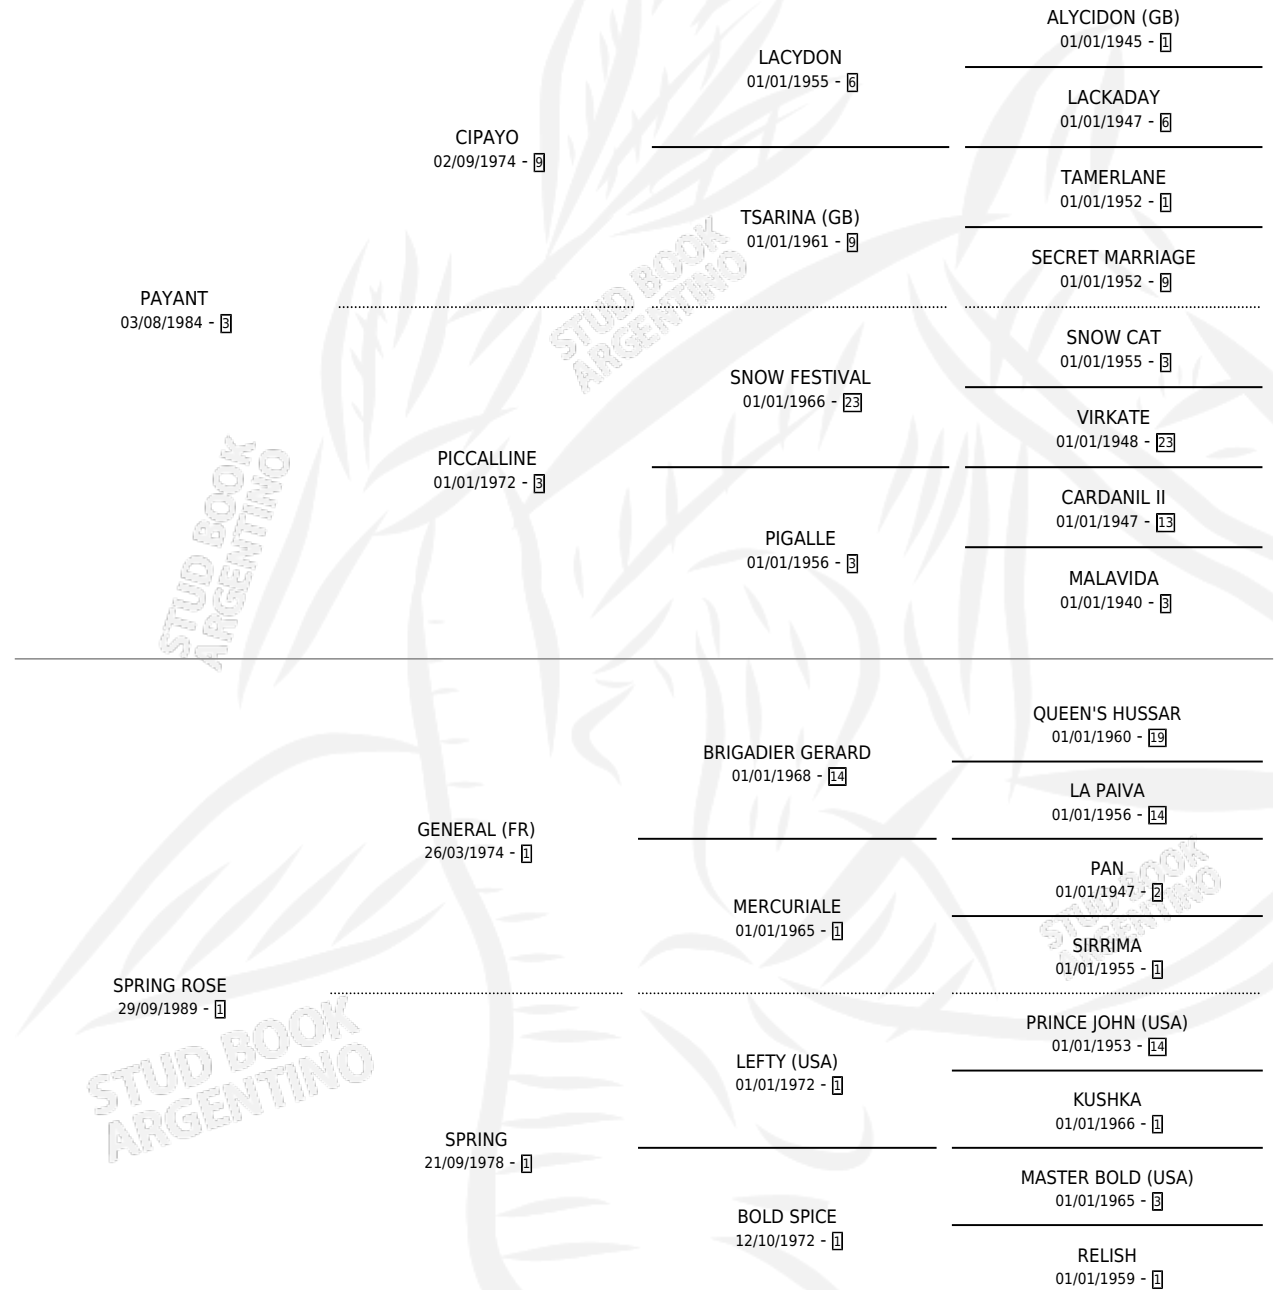 ALYCIDON (GB)
01/01/1945 - 1
LACYDON
01/01/1955 - 6
LACKADAY
01/01/1947 - 6
CIPAYO
02/09/1974 - 9
TAMERLANE
01/01/1952 - 1
TSARINA (GB)
01/01/1961 - 9
SECRET MARRIAGE
01/01/1952 - 9
PAYANT
03/08/1984 - 3
SNOW CAT
01/01/1955 - 3
SNOW FESTIVAL
01/01/1966 - 23
VIRKATE
01/01/1948 - 23
PICCALLINE
01/01/1972 - 3
CARDANIL II
01/01/1947 - 13
PIGALLE
01/01/1956 - 3
MALAVIDA
01/01/1940 - 3
QUEEN'S HUSSAR
01/01/1960 - 19
BRIGADIER GERARD
01/01/1968 - 14
LA PAIVA
01/01/1956 - 14
GENERAL (FR)
26/03/1974 - 1
PAN
01/01/1947 - 2
MERCURIALE
01/01/1965 - 1
SIRRIMA
01/01/1955 - 1
SPRING ROSE
29/09/1989 - 1
PRINCE JOHN (USA)
01/01/1953 - 14
LEFTY (USA)
01/01/1972 - 1
KUSHKA
01/01/1966 - 1
SPRING
21/09/1978 - 1
MASTER BOLD (USA)
01/01/1965 - 3
BOLD SPICE
12/10/1972 - 1
RELISH
01/01/1959 - 1
STUD BOOK
ARGENTINO
STUD BOOK
ARGENTINO
STUD BOOK
ARGENTINO
STUD BOOK
ARGENTINO